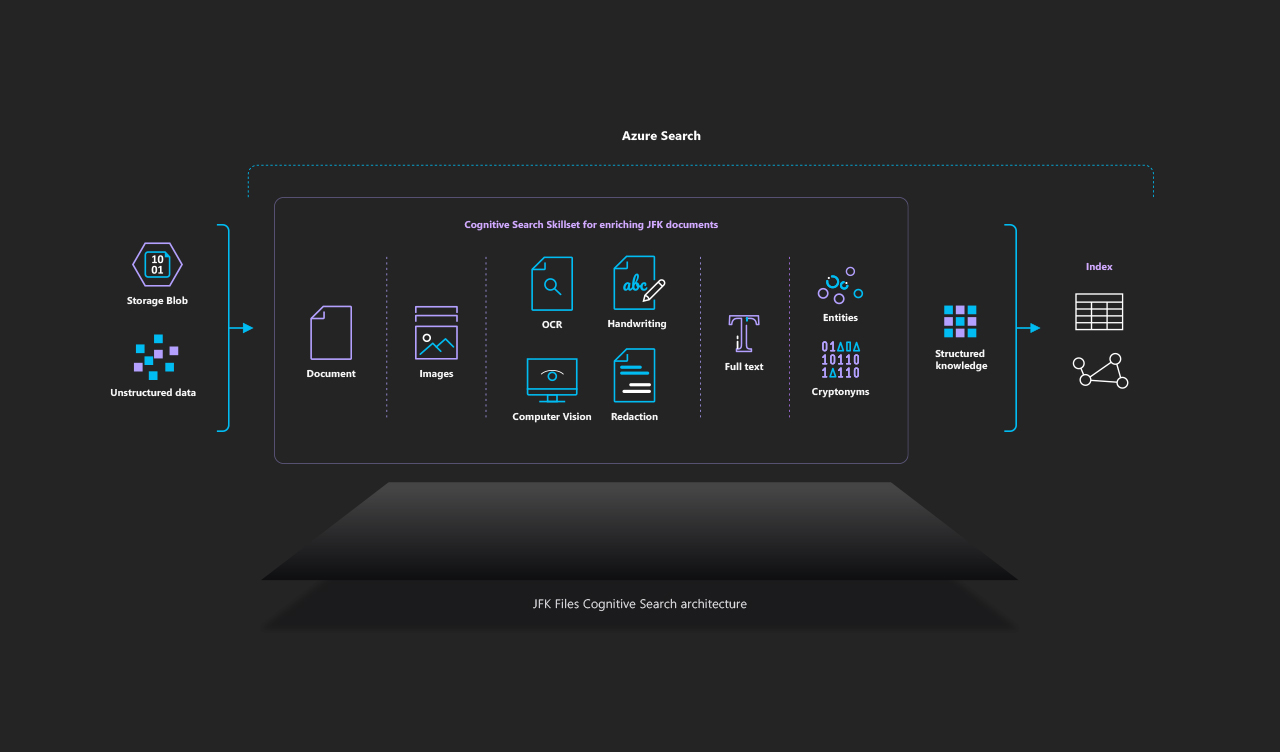 Azure Search
Cognitive Search Skillset for enriching JFK documents
10
01
Storage Blob
Unstructured data
Document
Images
OCR
abc
Handwriting
Computer Vision
Redaction
T
Full text
Entities
01Δ0Δ
10110
1Δ110
Cryptonyms
Structured
knowledge
Index
JFK Files Cognitive Search architecture